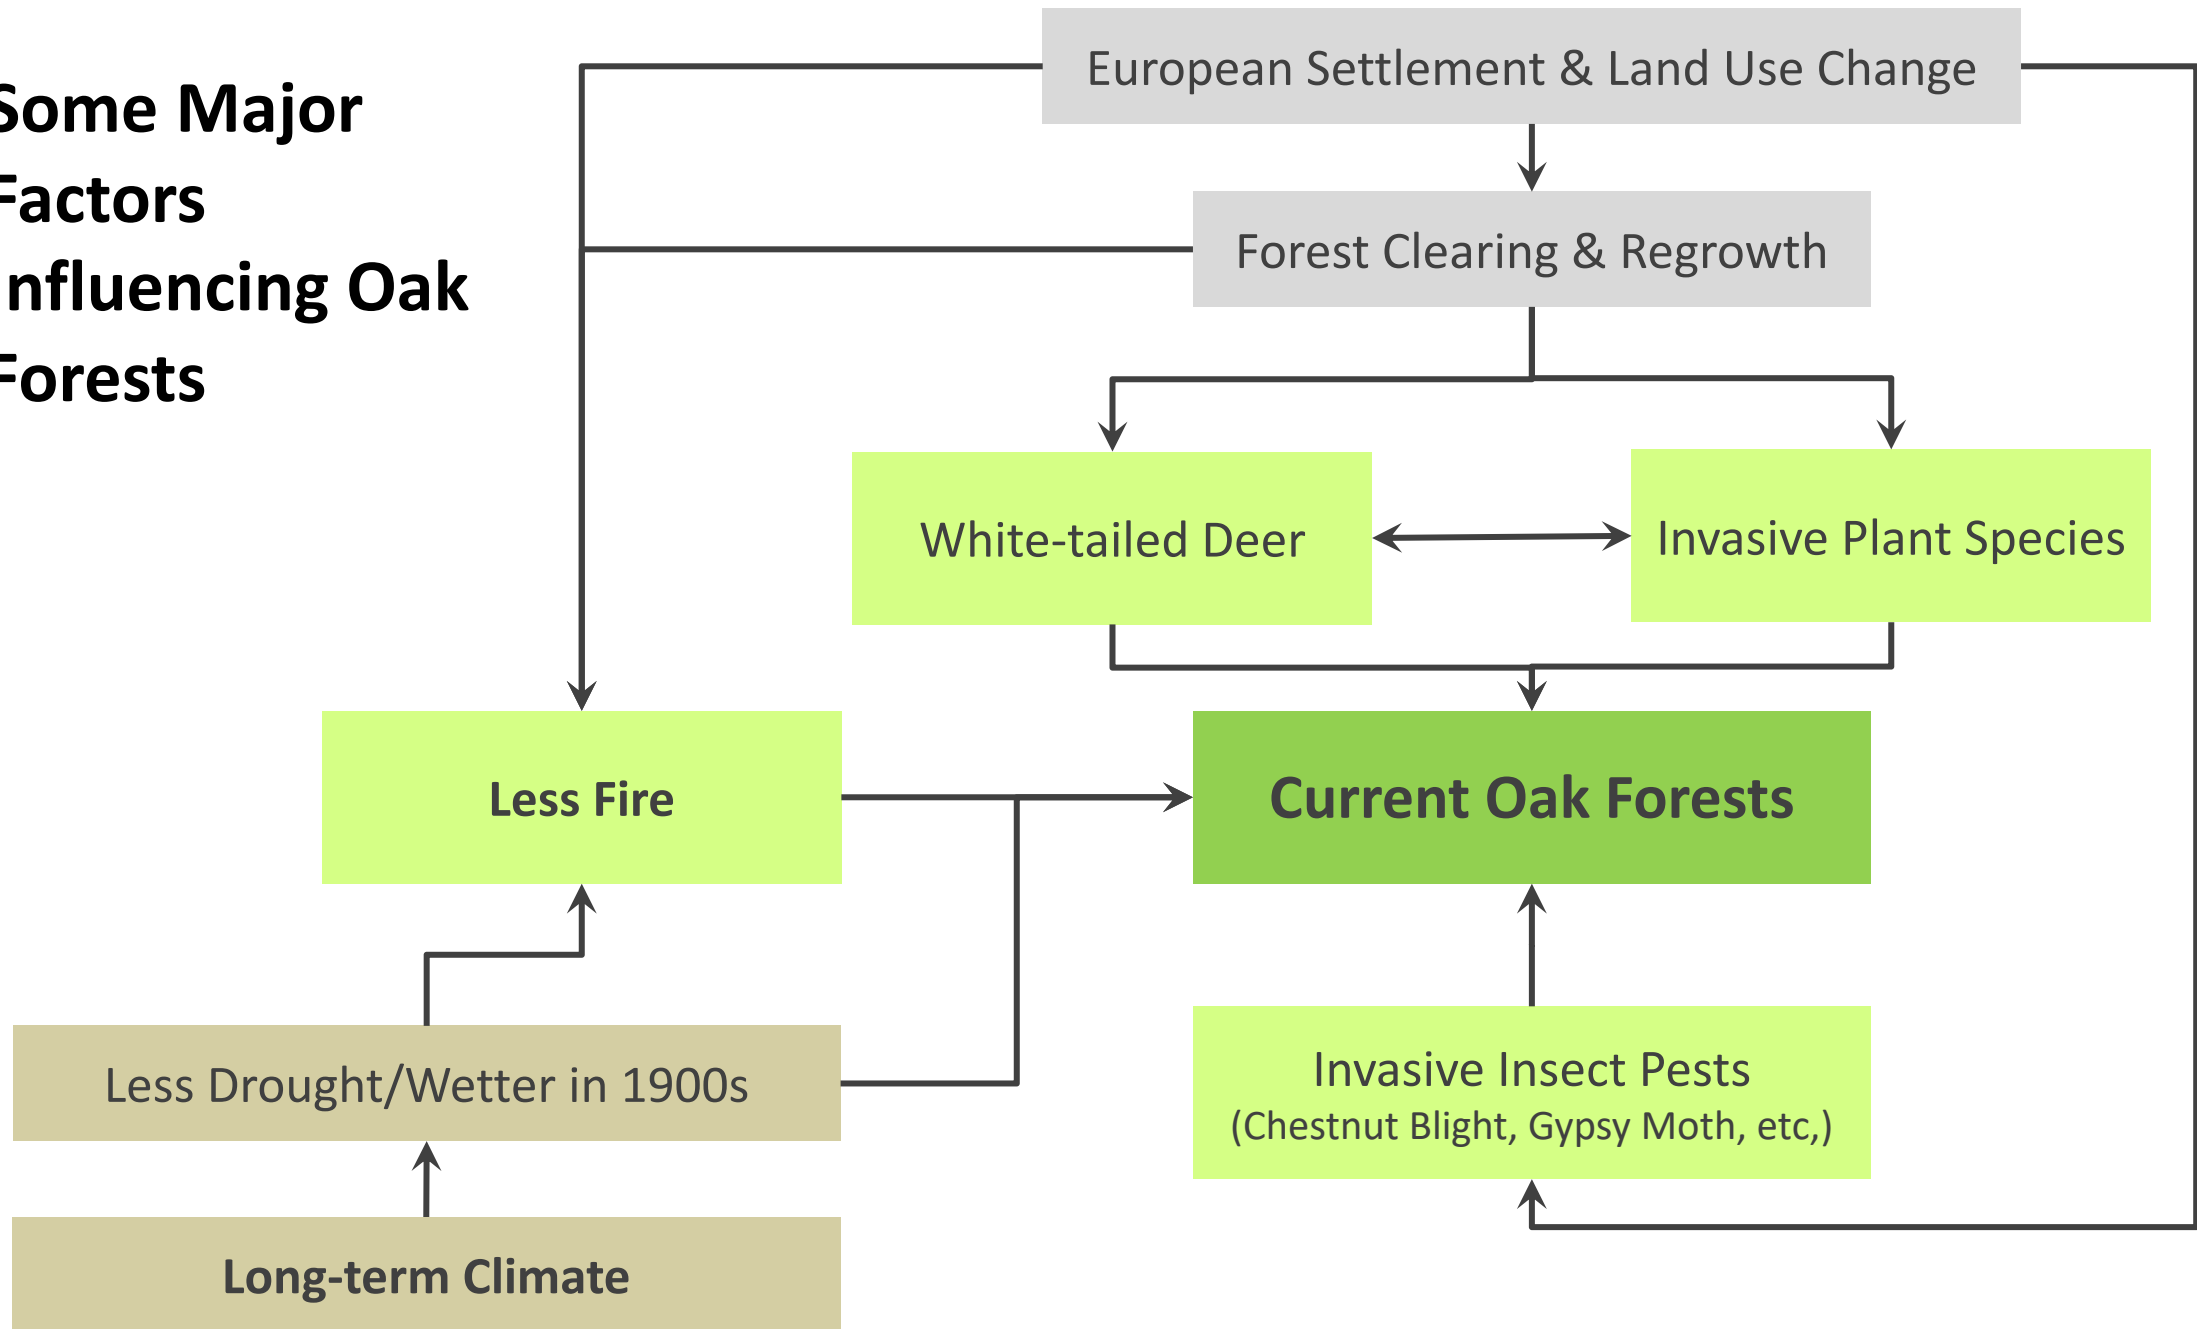 Some Major
Factors
Influencing Oak
Forests
European Settlement & Land Use Change
Forest Clearing & Regrowth
White-tailed Deer
Invasive Plant Species
Less Fire
Current Oak Forests
Less Drought/Wetter in 1900s
Invasive Insect Pests
(Chestnut Blight, Gypsy Moth, etc,)
Long-term Climate